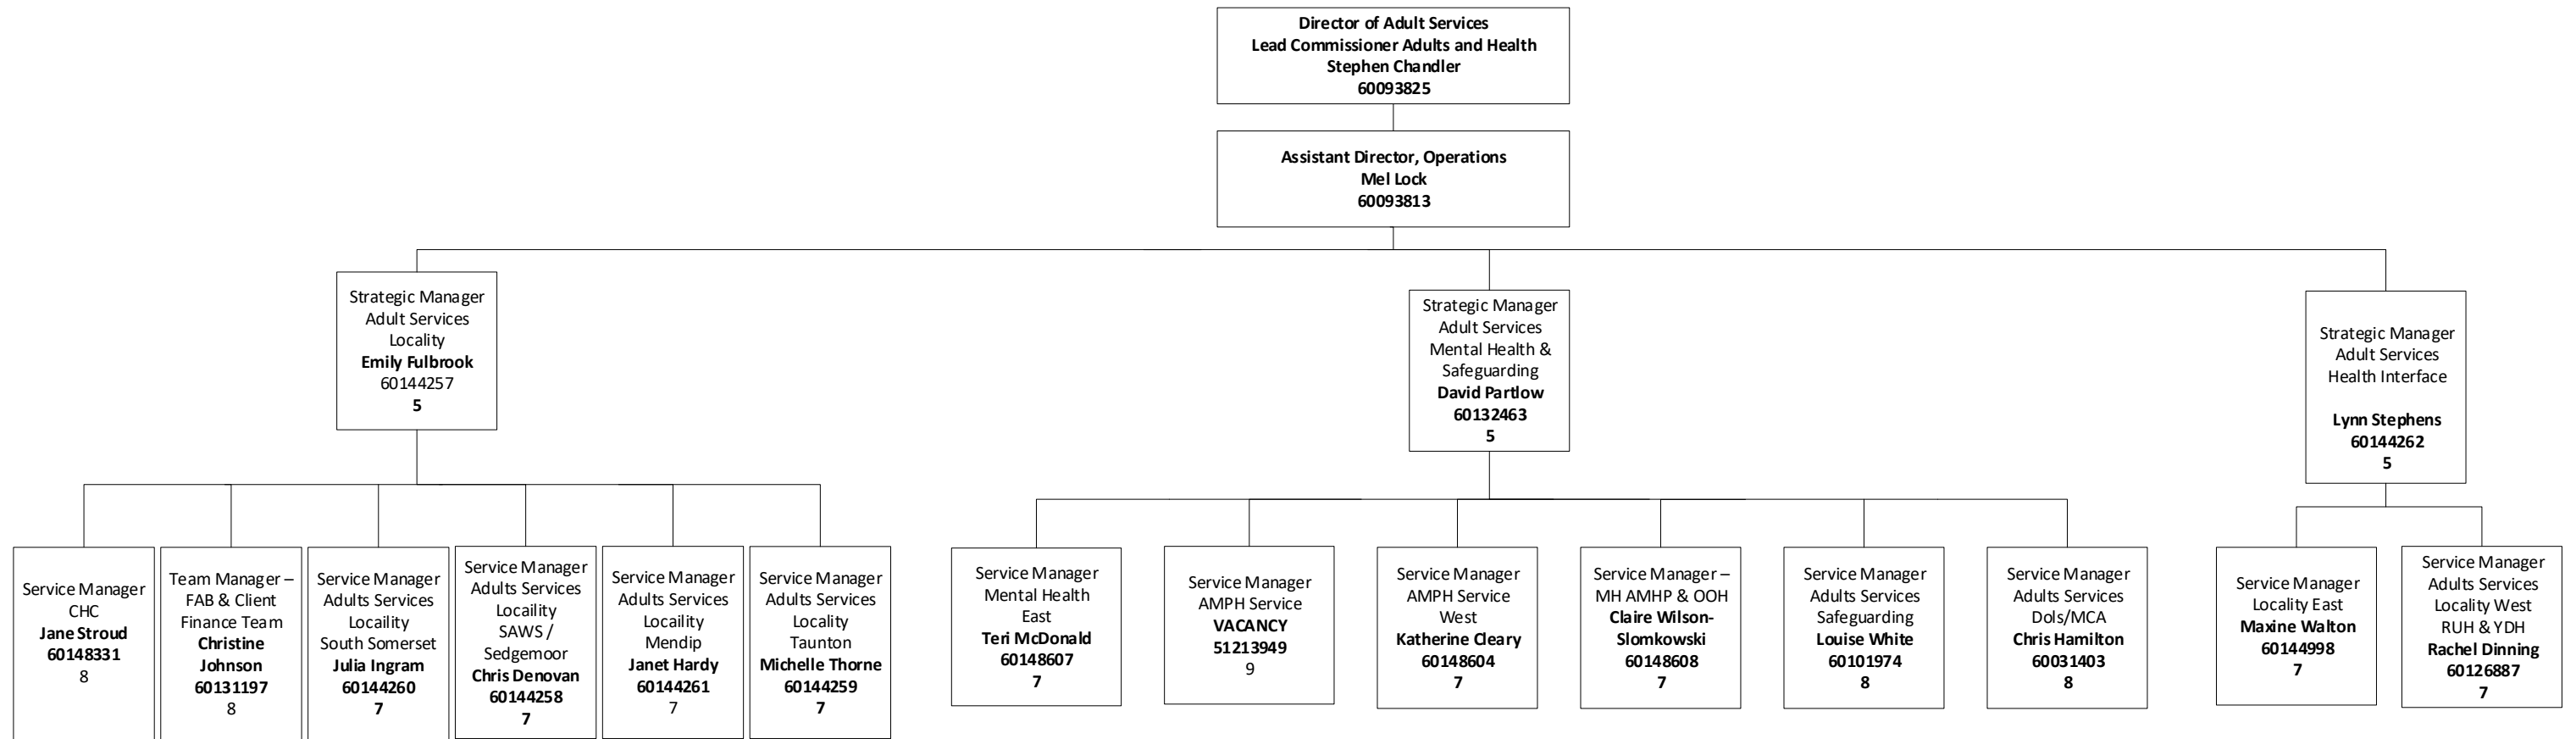 Director of Adult Services
Lead Commissioner Adults and Health
Stephen Chandler
60093825
Assistant Director, Operations
Mel Lock
60093813
Strategic Manager
Adult Services
Locality
Emily Fulbrook
60144257
5
Strategic Manager
Adult Services
Mental Health &
Safeguarding
David Partlow
60132463
5
Strategic Manager
Adult Services
Health Interface
Lynn Stephens
60144262
5
Service Manager
CHC
Jane Stroud
60148331
8
Team Manager –
FAB & Client
Finance Team
Christine
Johnson
60131197
8
Service Manager
Adults Services
Locaility
South Somerset
Julia Ingram
60144260
7
Service Manager
Adults Services
Locaility
SAWS /
Sedgemoor
Chris Denovan
60144258
7
Service Manager
Adults Services
Locaility
Mendip
Janet Hardy
60144261
7
Service Manager
Adults Services
Locality
Taunton
Michelle Thorne
60144259
7
Service Manager
Mental Health
East
Teri McDonald
60148607
7
Service Manager
AMPH Service
VACANCY
51213949
9
Service Manager
AMPH Service
West
Katherine Cleary
60148604
7
Service Manager –
MH AMHP & OOH
Claire Wilson-
Slomkowski
60148608
7
Service Manager
Adults Services
Safeguarding
Louise White
60101974
8
Service Manager
Adults Services
Dols/MCA
Chris Hamilton
60031403
8
Service Manager
Locality East
Maxine Walton
60144998
7
Service Manager
Adults Services
Locality West
RUH & YDH
Rachel Dinning
60126887
7